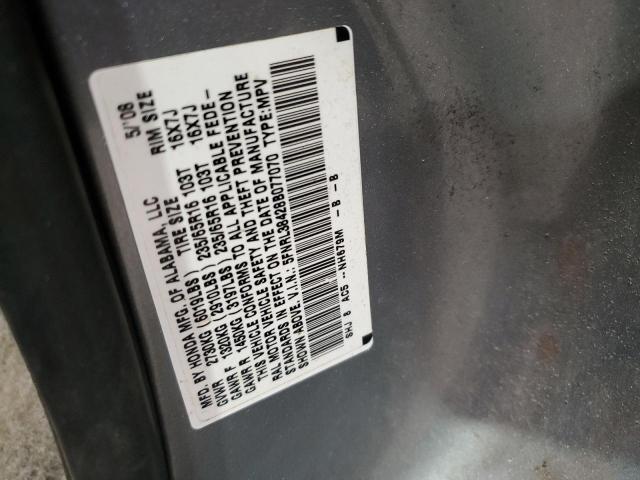 MFD. BY HONDA MFG. OF ALABAMA, LLC 5/'08
GVWR 2730KG(6019LBS) TIRE SIZE RIM SIZE
GAWR F 1320KG (2910LBS) 235/65R16 103T 16X7J
GAWR R 1450KG (3197LBS) 235/65R16 103T 16X7J
THIS VEHICLE CONFORMS TO ALL APPLICABLE FEDE-
RAL MOTOR VEHICLE SAFETY AND THEFT PREVENTION
STANDARDS IN EFFECT ON THE DATE OF MANUFACTURE
SHOWN ABOVE. V.I.N.: 5FNRL38428B077070 TYPE:MPV
SHJ 8 AC5 -- NH679M - B - B